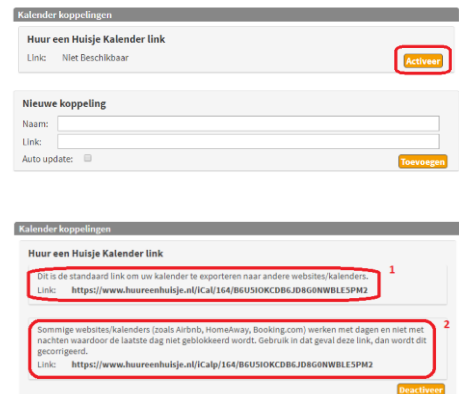 Kalender koppelingen
Huur een Huisje Kalender link
Link: Niet Beschikbaar
Activeer
Nieuwe koppeling
Naam:
Link:
Auto update:
Toevoegen
Kalender koppelingen
Huur een Huisje Kalender link
Dit is de standaard link om uw kalender te exporteren naar andere websites/kalenders.
1
Link: https://www.huureenhuisje.nl/iCal/164/B6U5IOKCDB6JD8G0NWBLE5PM2
Sommige websites/kalenders (zoals Airbnb, HomeAway, Booking.com) werken met dagen en niet met
2
nachten waardoor de laatste dag niet geblokkeerd wordt. Gebruik in dat geval deze link, dan wordt dit
gecorrigeerd.
Link: https://www.huureenhuisje.nl/iCalp/164/B6U5IOKCDB6JD8G0NWBLE5PM2
Deactiveer